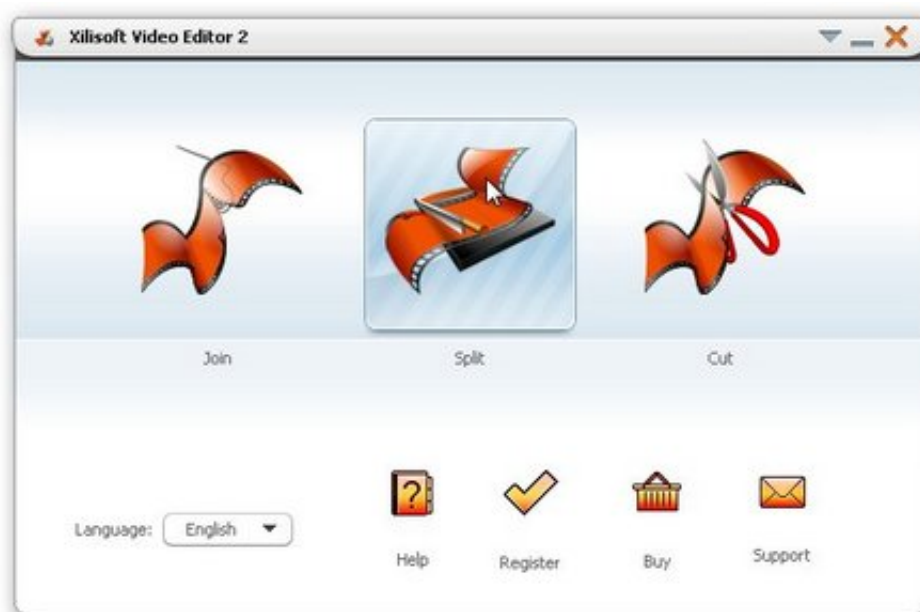 Xilisoft Video Editor 2
Join Split Cut
Language: English
Help Register Buy Support